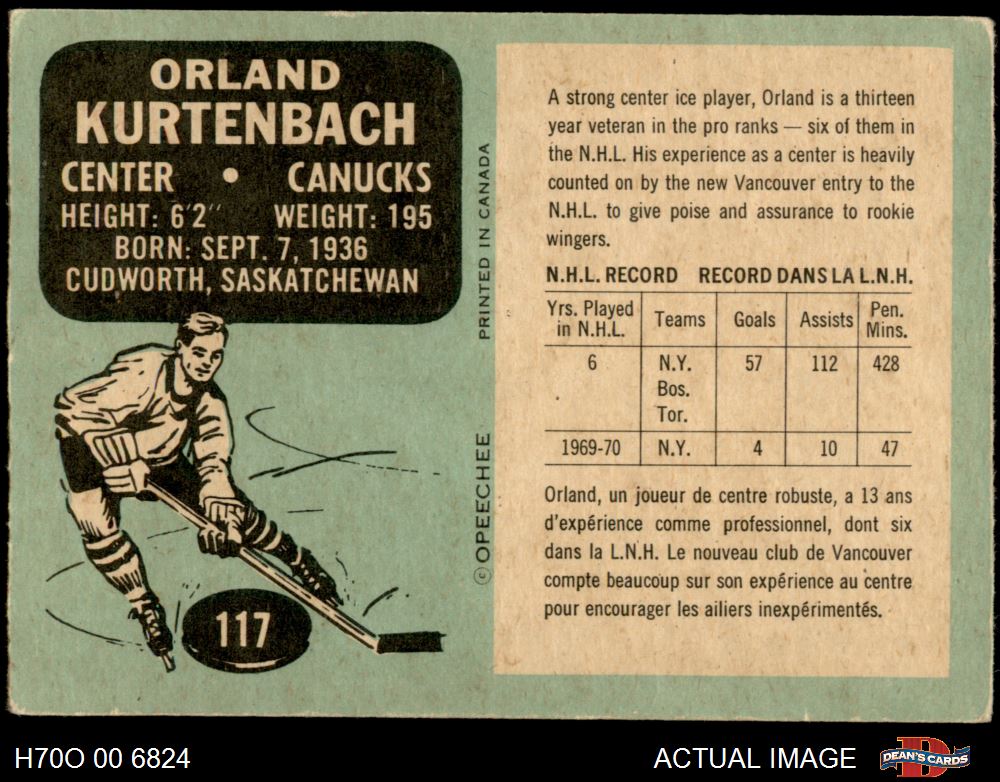 ORLAND
KURTENBACH
CENTER • CANUCKS
HEIGHT: 6'2" WEIGHT: 195
BORN: SEPT. 7, 1936
CUDWORTH, SASKATCHEWAN
117
©OPEECHEE PRINTED IN CANADA
A strong center ice player, Orland is a thirteen
year veteran in the pro ranks — six of them in
the N.H.L. His experience as a center is heavily
counted on by the new Vancouver entry to the
N.H.L. to give poise and assurance to rookie
wingers.
N.H.L. RECORD RECORD DANS LA L.N.H.
Yrs. Played in N.H.L. Teams Goals Assists Pen. Mins.
6 N.Y. 57 112 428
Bos.
Tor.
1969-70 N.Y. 4 10 47
Orland, un joueur de centre robuste, a 13 ans
d'expérience comme professionnel, dont six
dans la L.N.H. Le nouveau club de Vancouver
compte beaucoup sur son expérience au centre
pour encourager les ailiers inexpérimentés.
H70O 00 6824
ACTUAL IMAGE
DEAN'S CARDS